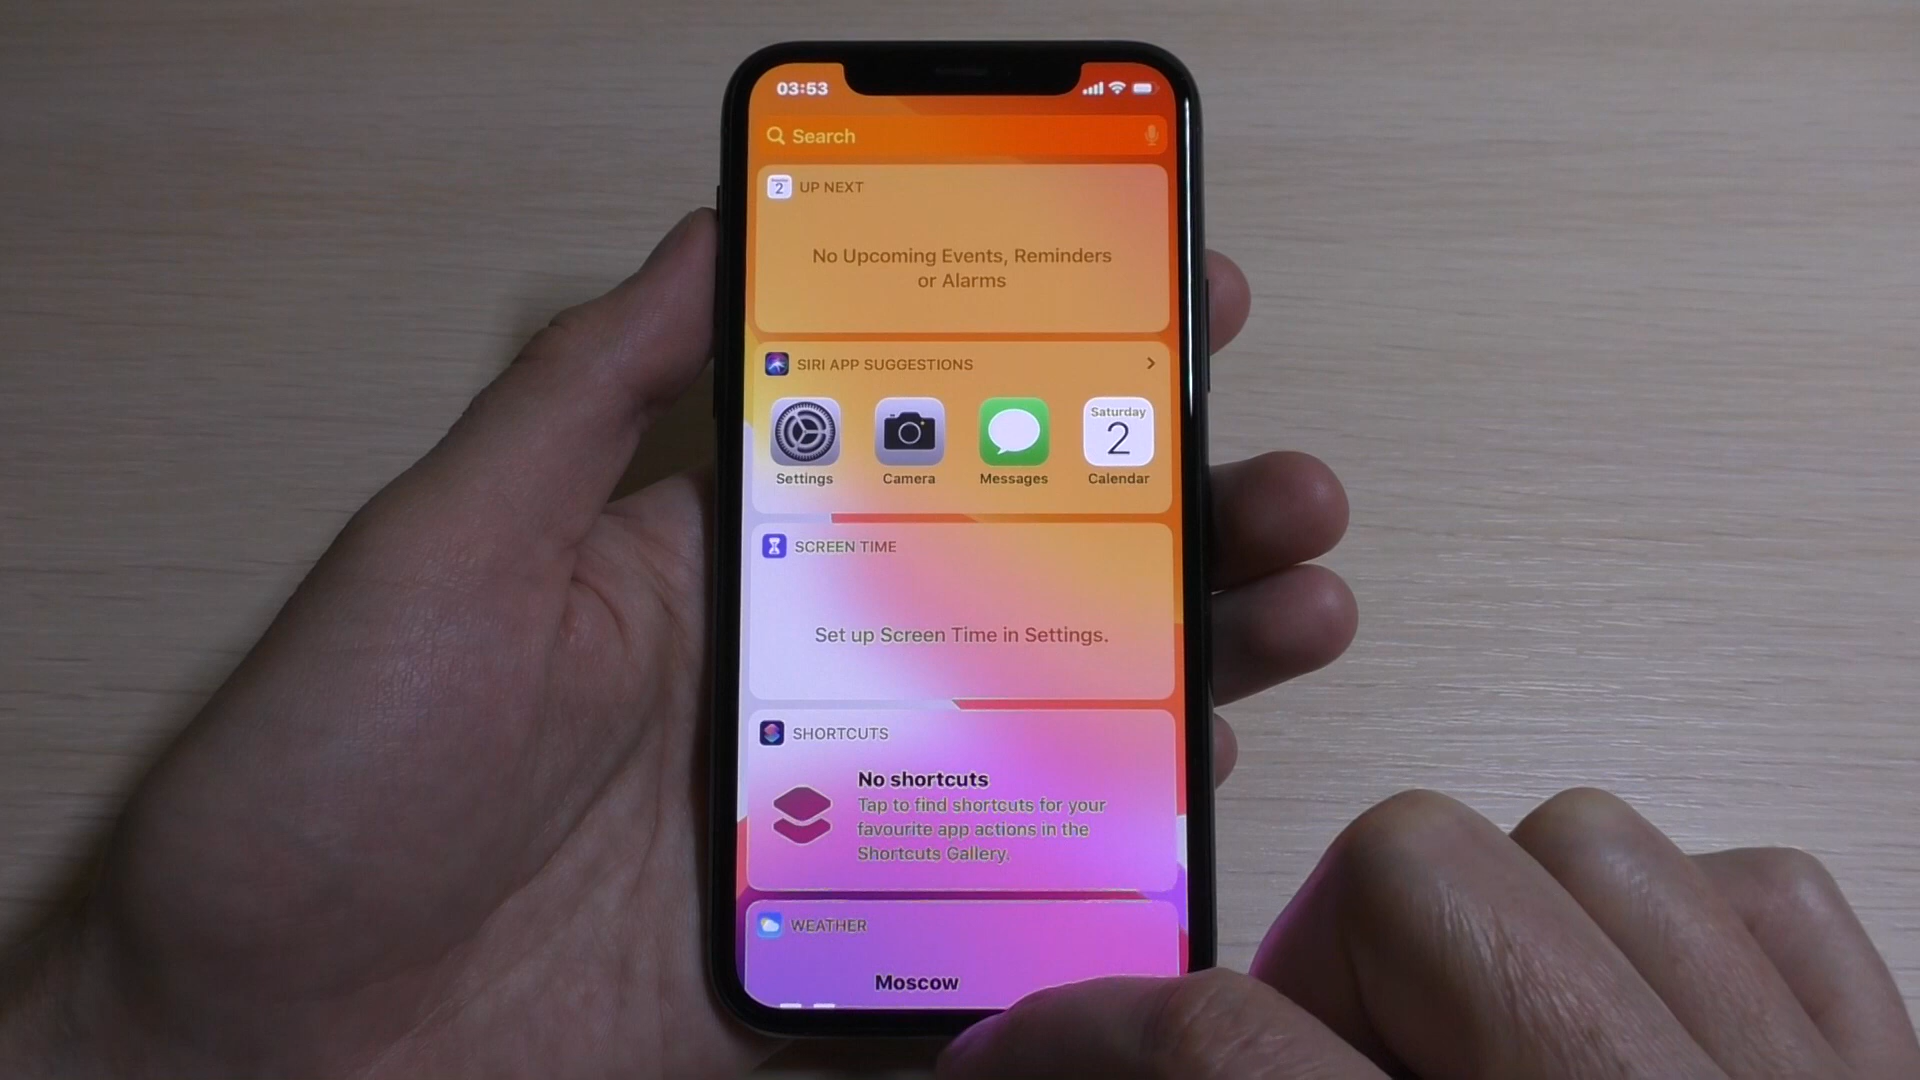 03:53
Search
2
UP NEXT
No Upcoming Events, Reminders
or Alarms
SIRI APP SUGGESTIONS
Saturday
2
Settings
Camera
Messages
Calendar
SCREEN TIME
Set up Screen Time in Settings.
SHORTCUTS
No shortcuts
Tap to find shortcuts for your
favourite app actions in the
Shortcuts Gallery.
WEATHER
Moscow